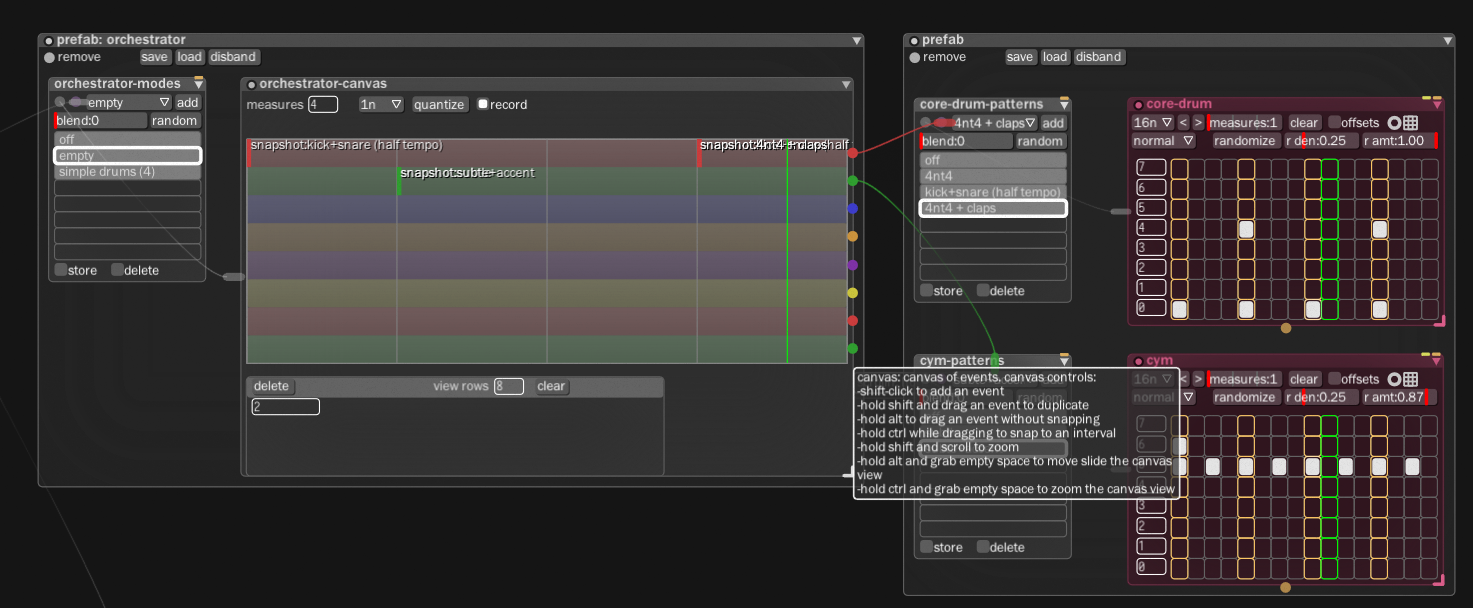 prefab: orchestrator
remove save load disband
orchestrator-modes
empty add
blend:0 random
off
empty
simple drums (4)
store delete
orchestrator-canvas
measures 4 1n quantize record
snapshot:kick+snare (half tempo)
snapshot:4nt4 + claps
snapshot:subtle+accent
delete view rows 8 clear
2
prefab
remove save load disband
core-drum-patterns
4nt4 + claps add
blend:0 random
off
4nt4
kick+snare (half tempo)
4nt4 + claps
store delete
core-drum
16n < > measures:1 clear offsets
normal randomize r den:0.25 r amt:1.00
7
6
5
4
3
2
1
0
cym-patterns
random
canvas: canvas of events. canvas controls:
-shift-click to add an event
-hold shift and drag an event to duplicate
-hold alt to drag an event without snapping
-hold ctrl while dragging to snap to an interval
-hold shift and scroll to zoom
-hold alt and grab empty space to move slide the canvas
view
-hold ctrl and grab empty space to zoom the canvas view
store delete
cym
16n < > measures:1 clear offsets
normal randomize r den:0.25 r amt:0.87
7
6
3
2
1
0